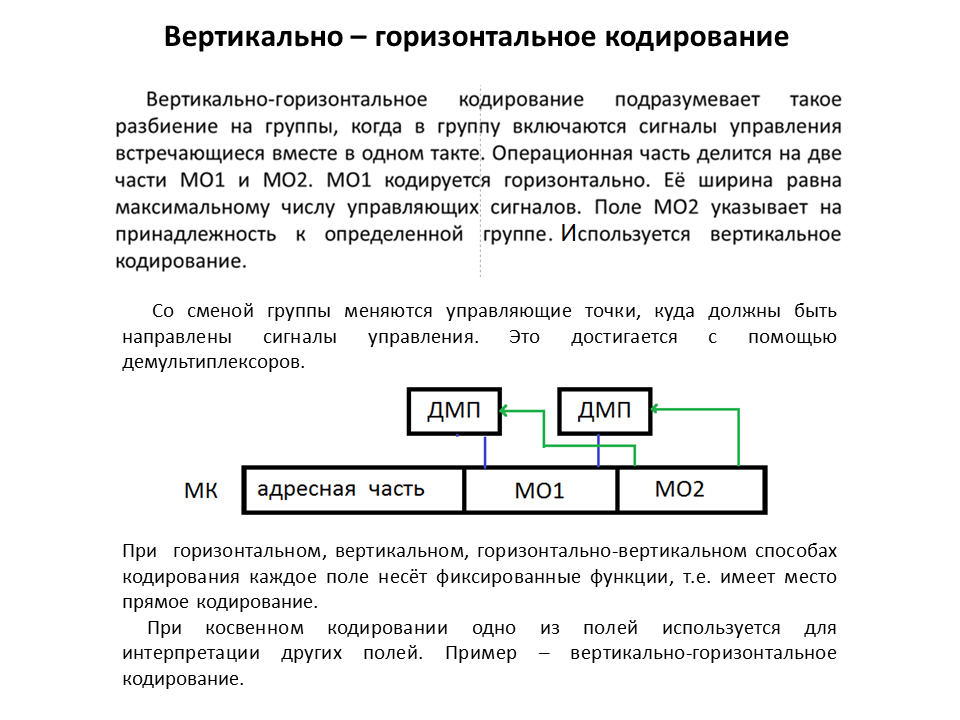 Вертикально – горизонтальное кодирование
Вертикально-горизонтальное кодирование подразумевает такое
разбиение на группы, когда в группу включаются сигналы управления
встречающиеся вместе в одном такте. Операционная часть делится на две
части МО1 и МО2. МО1 кодируется горизонтально. Её ширина равна
максимальному числу управляющих сигналов. Поле МО2 указывает на
принадлежность к определенной группе. Используется вертикальное
кодирование.
Со сменой группы меняются управляющие точки, куда должны быть
направлены сигналы управления. Это достигается с помощью
демультиплексоров.
ДМП ДМП
МК адресная часть МО1 МО2
При горизонтальном, вертикальном, горизонтально-вертикальном способах
кодирования каждое поле несёт фиксированные функции, т.е. имеет место
прямое кодирование.
При косвенном кодировании одно из полей используется для
интерпретации других полей. Пример – вертикально-горизонтальное
кодирование.